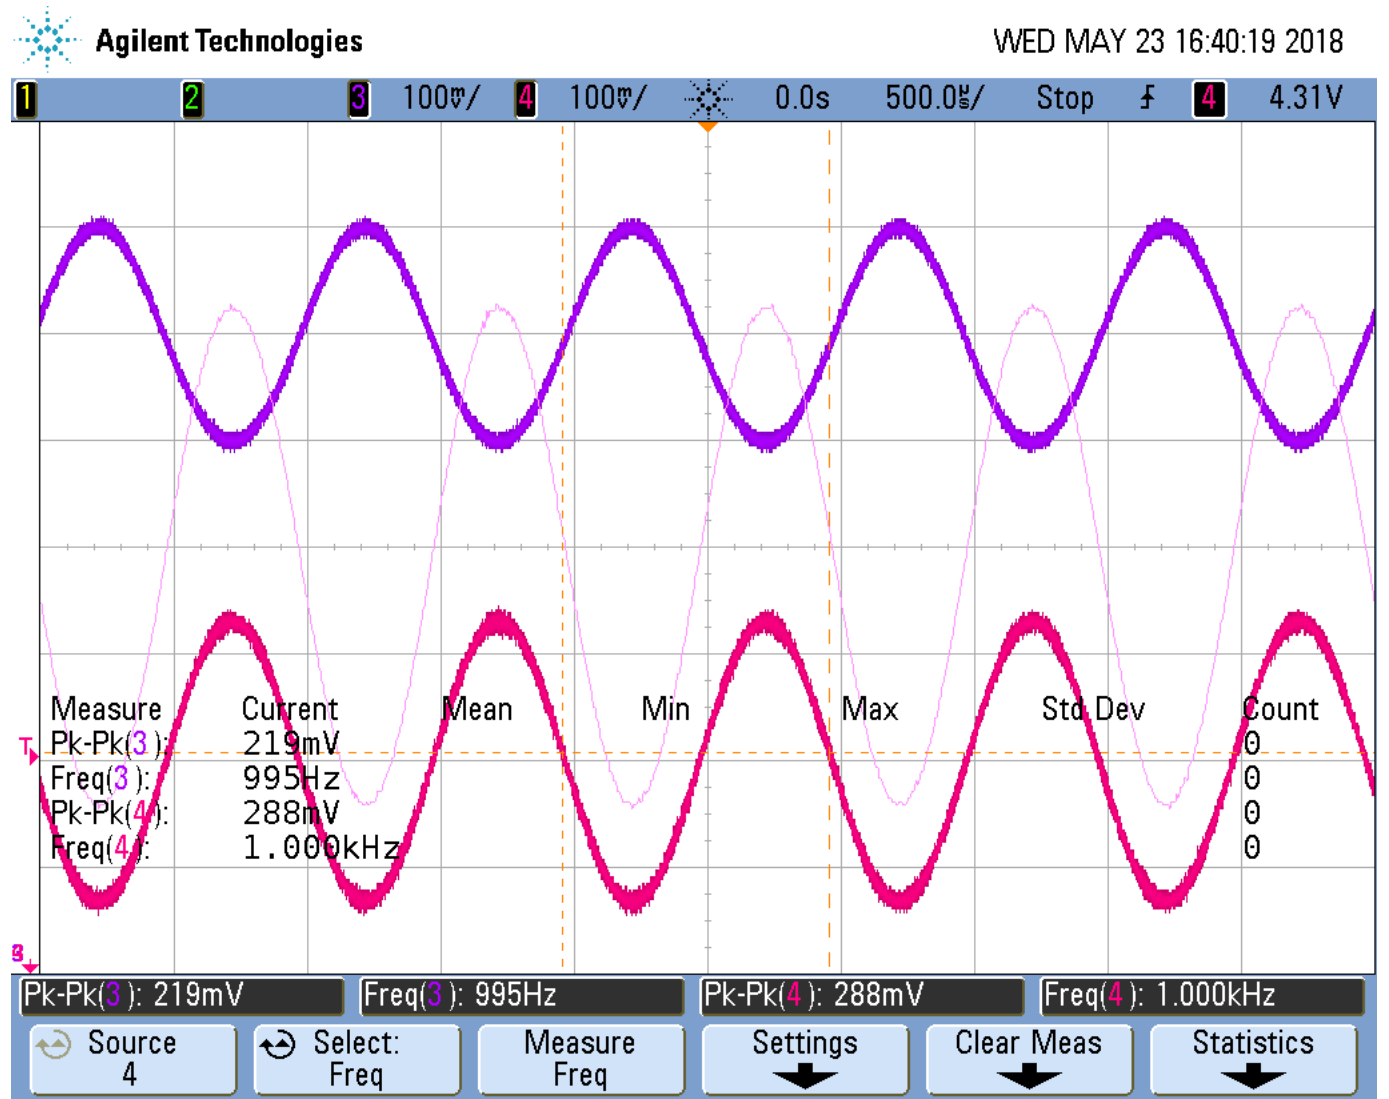 Agilent Technologies
WED MAY 23 16:40:19 2018
1 2 3 100mV/ 4 100mV/ 0.0s 500.0µs/ Stop 4 4.31V
Measure Current Mean Min Max Std Dev Count
Pk-Pk(3): 219mV 0
Freq(3): 995Hz 0
Pk-Pk(4): 288mV 0
Freq(4): 1.000kHz 0
T
Pk-Pk(3): 219mV Freq(3): 995Hz Pk-Pk(4): 288mV Freq(4): 1.000kHz
Source Select: Measure Settings Clear Meas Statistics
4 Freq Freq